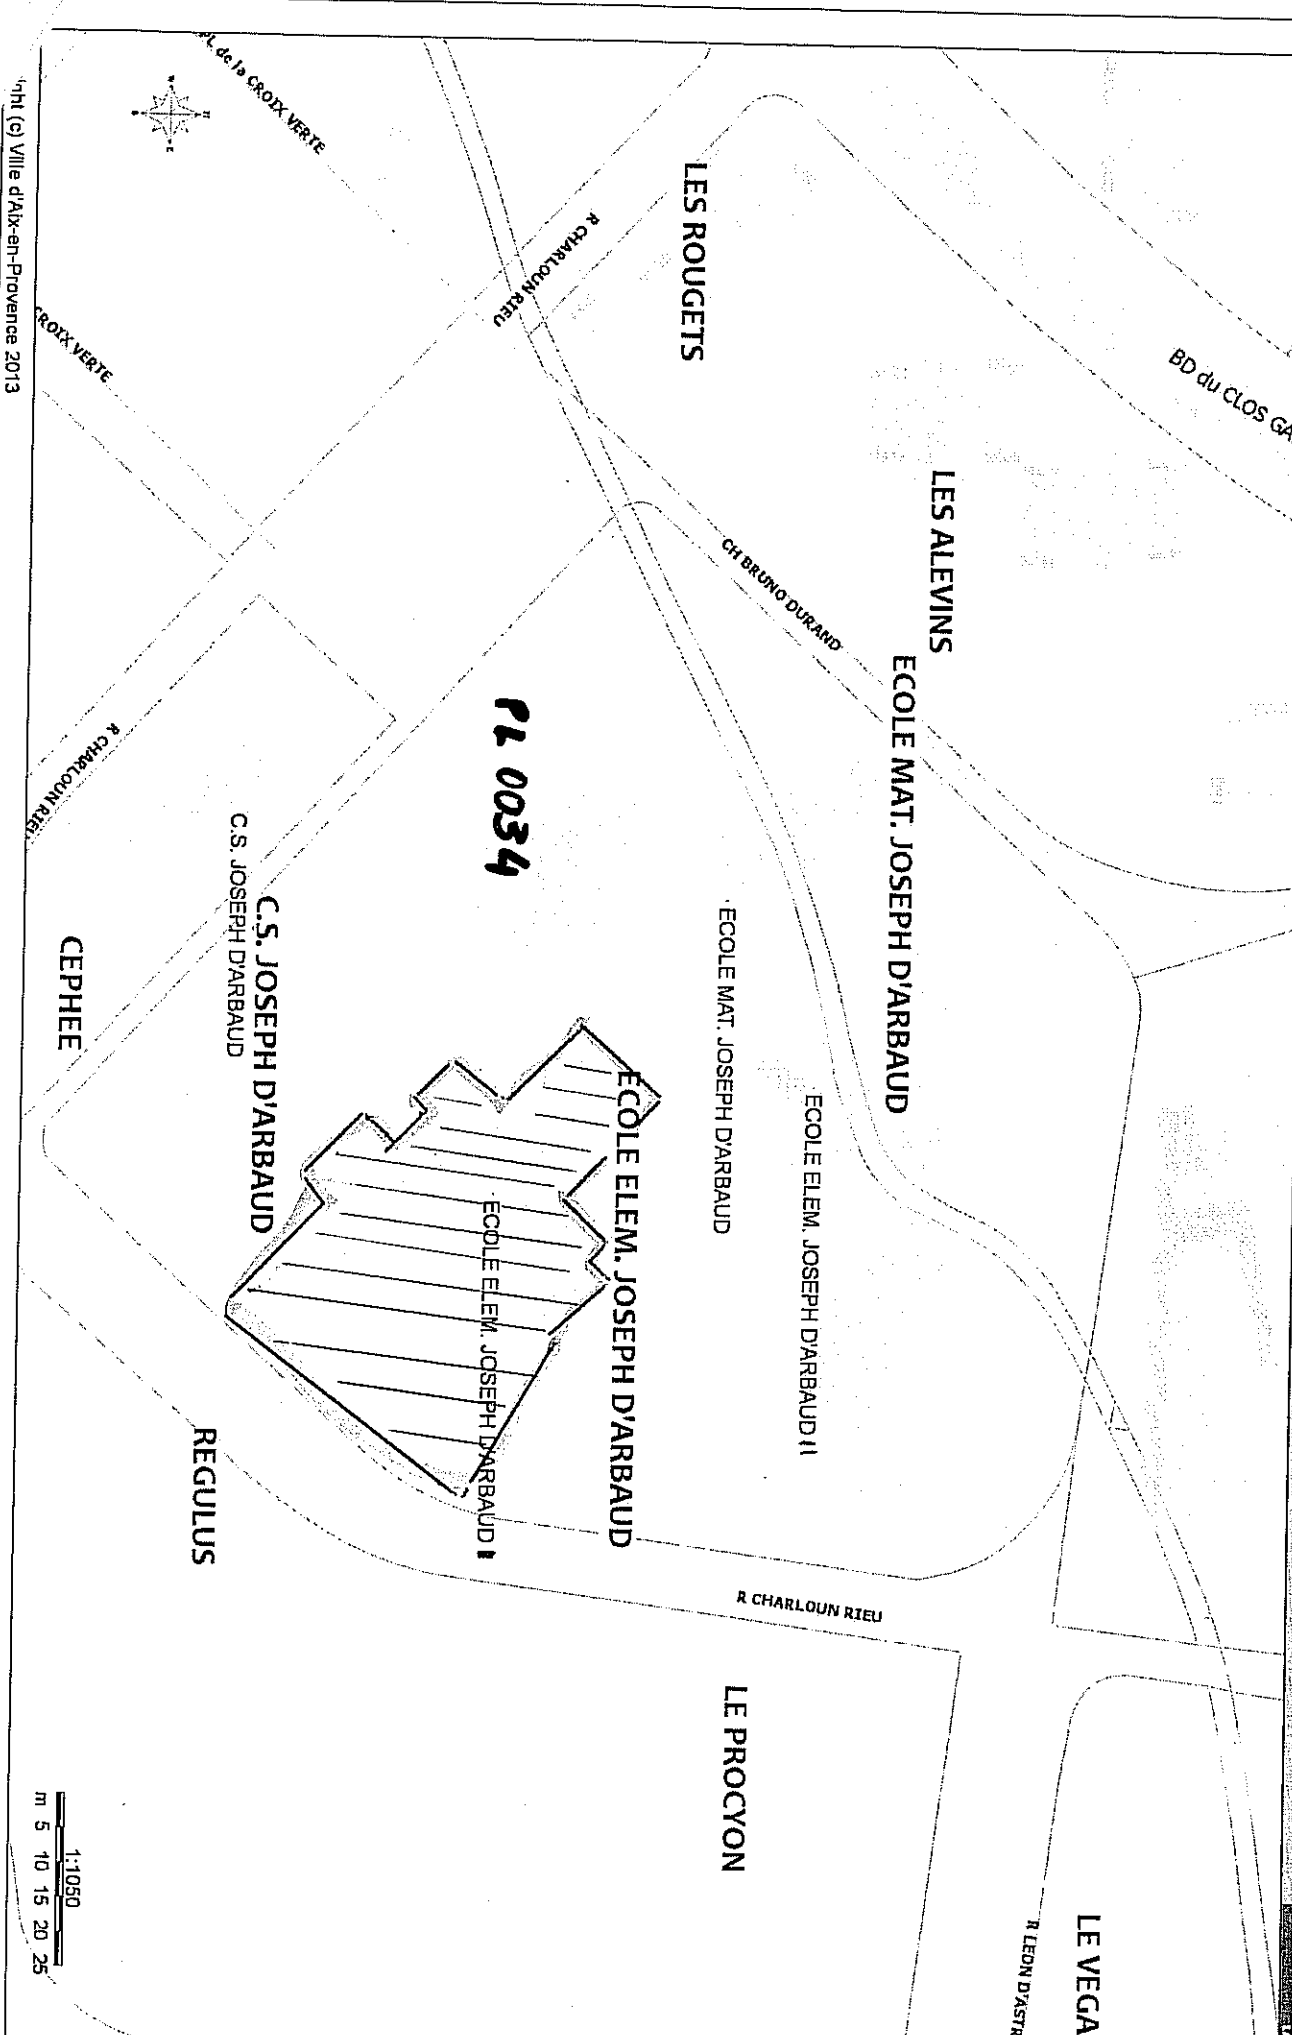 PL de la CROIX VERTE
R CHARLOUN RIEU
LES ROUGETS
BD du CLOS GA
LES ALEVINS
CROIX VERTE
CH BRUNO DURAND
ECOLE MAT. JOSEPH D'ARBAUD
PL 0034
R CHARLOUN RIEU
C.S. JOSEPH D'ARBAUD
C.S. JOSEPH D'ARBAUD
ECOLE MAT. JOSEPH D'ARBAUD
ECOLE ELEM. JOSEPH D'ARBAUD II
ECOLE ELEM. JOSEPH D'ARBAUD
ECOLE ELEM. JOSEPH D'ARBAUD I
CEPHEE
REGULUS
R CHARLOUN RIEU
LE PROCYON
LE VEGA
R LEON D'ASTR
1:1050
m 5 10 15 20 25
ght (c) Ville d'Aix-en-Provence 2013